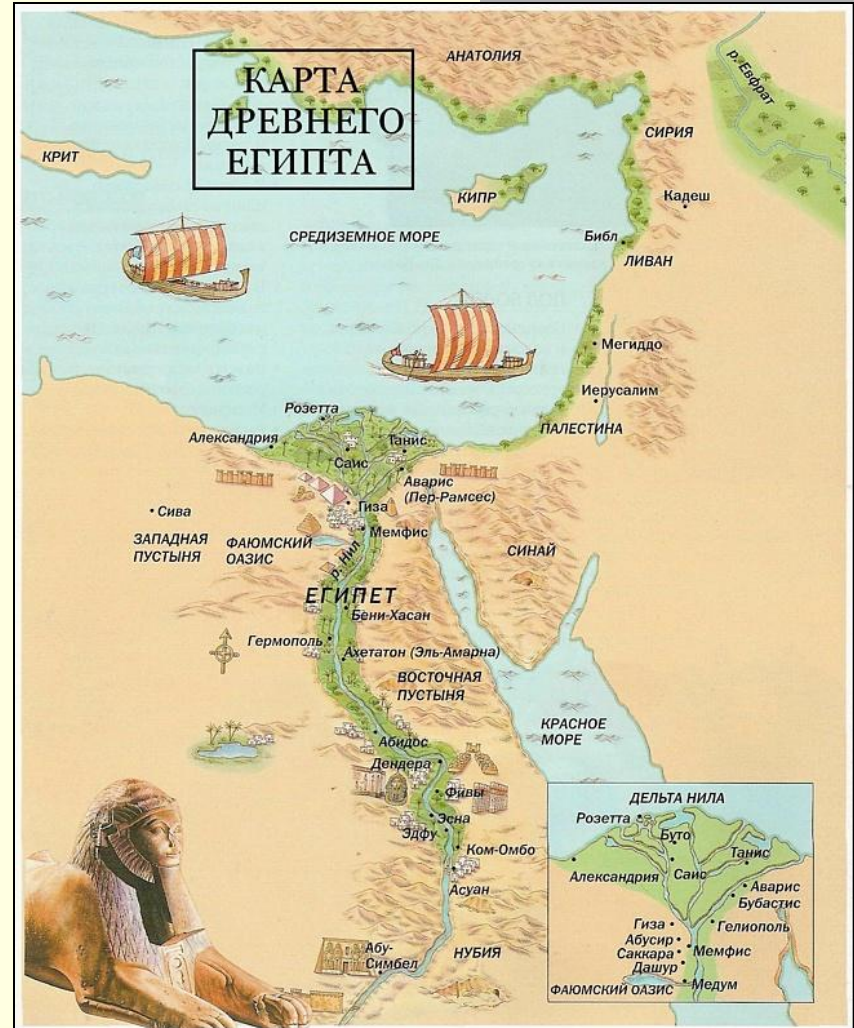 КАРТА
ДРЕВНЕГО
ЕГИПТА
АНАТОЛИЯ
р. Евфрат
СИРИЯ
КРИТ
КИПР
Кадеш
СРЕДИЗЕМНОЕ МОРЕ
Библ
ЛИВАН
Мегиддо
Иерусалим
ПАЛЕСТИНА
Розетта
Александрия
Танис
Саис
Аварис
(Пер-Рамсес)
Гиза
Сива
Мемфис
ЗАПАДНАЯ
ПУСТЫНЯ
ФАЮМСКИЙ
ОАЗИС
р. Нил
СИНАЙ
ЕГИПЕТ
Бени-Хасан
Гермополь
Ахетатон (Эль-Амарна)
ВОСТОЧНАЯ
ПУСТЫНЯ
КРАСНОЕ
МОРЕ
Абидос
Дендера
Фивы
Эсна
Эдфу
Ком-Омбо
Асуан
Абу-
Симбел
НУБИЯ
ДЕЛЬТА НИЛА
Розетта
Буто
Танис
Александрия
Саис
Аварис
Бубастис
Гиза
Гелиополь
Абусир
Саккара
Мемфис
Дашур
Медум
ФАЮМСКИЙ ОАЗИС